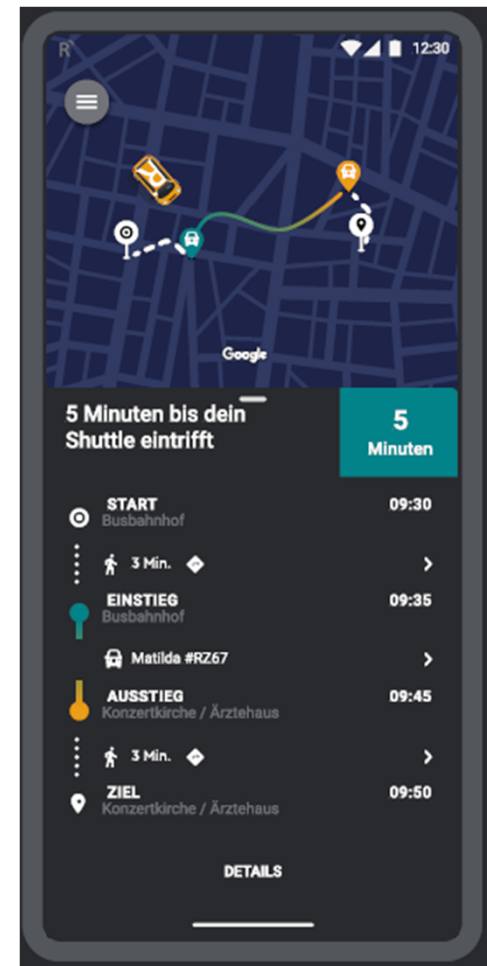 R
12:30
Google
5 Minuten bis dein
Shuttle eintrifft
5
Minuten
START
09:30
Busbahnhof
3 Min.
EINSTIEG
09:35
Busbahnhof
Matilda #RZ67
AUSSTIEG
09:45
Konzertkirche / Ärztehaus
3 Min.
ZIEL
09:50
Konzertkirche / Ärztehaus
DETAILS